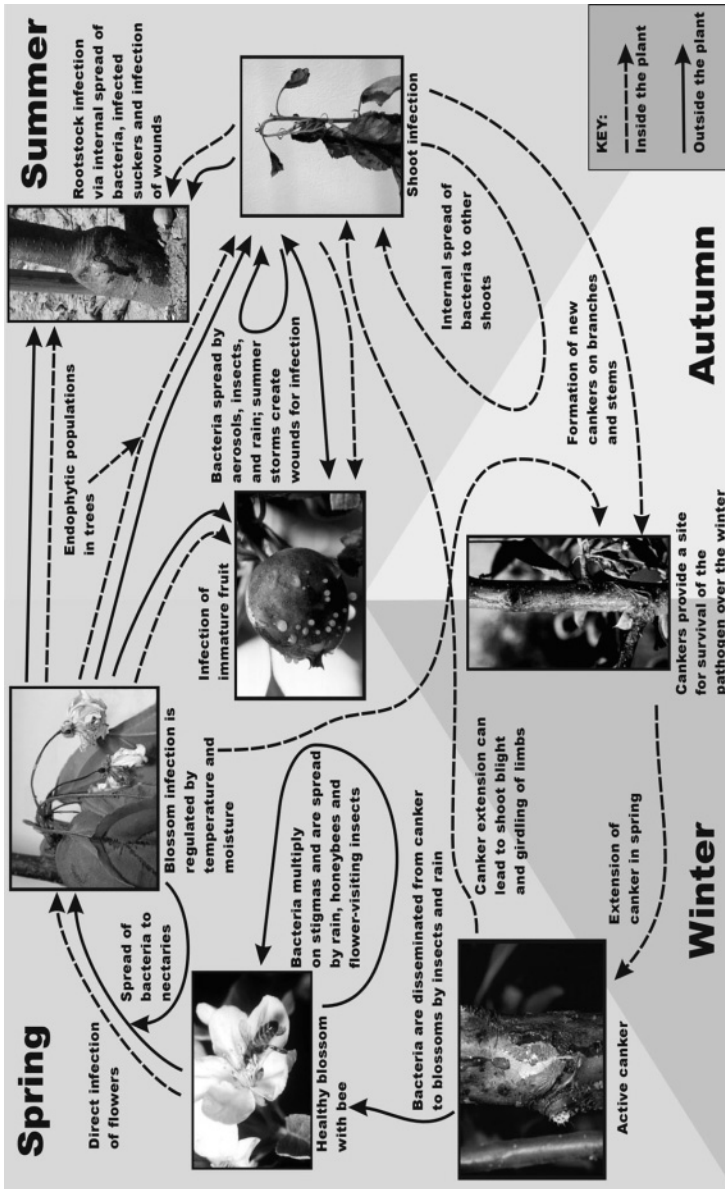 Spring
Summer
Direct infection
of flowers
Spread of
bacteria to
nectaries
Blossom infection is
regulated by
temperature and
moisture
Endophytic populations
in trees
Rootstock infection
via internal spread of
bacteria, infected
suckers and infection
of wounds
Healthy blossom
with bee
Bacteria multiply
on stigmas and are spread
by rain, honeybees and
flower-visiting insects
Infection of
immature fruit
Bacteria spread by
aerosols, insects,
and rain; summer
storms create
wounds for infection
Shoot infection
Bacteria are disseminated from canker
to blossoms by insects and rain
Canker extension can
lead to shoot blight
and girdling of limbs
Internal spread of
bacteria to other
shoots
Active canker
Extension of
canker in spring
Cankers provide a site
for survival of the
pathogen over the winter
Formation of new
cankers on branches
and stems
Winter
Autumn
KEY:
Inside the plant
Outside the plant